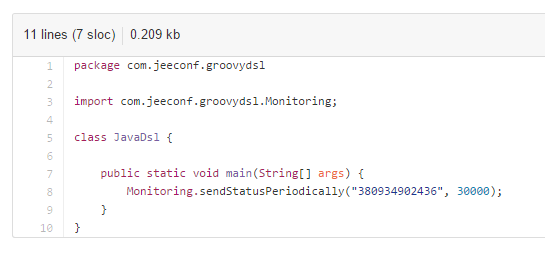 11 lines (7 sloc) 0.209 kb
1 package com.jeeconf.groovydsl
2
3 import com.jeeconf.groovydsl.Monitoring;
4
5 class JavaDsl {
6
7     public static void main(String[] args) {
8         Monitoring.sendStatusPeriodically("380934902436", 30000);
9     }
10 }